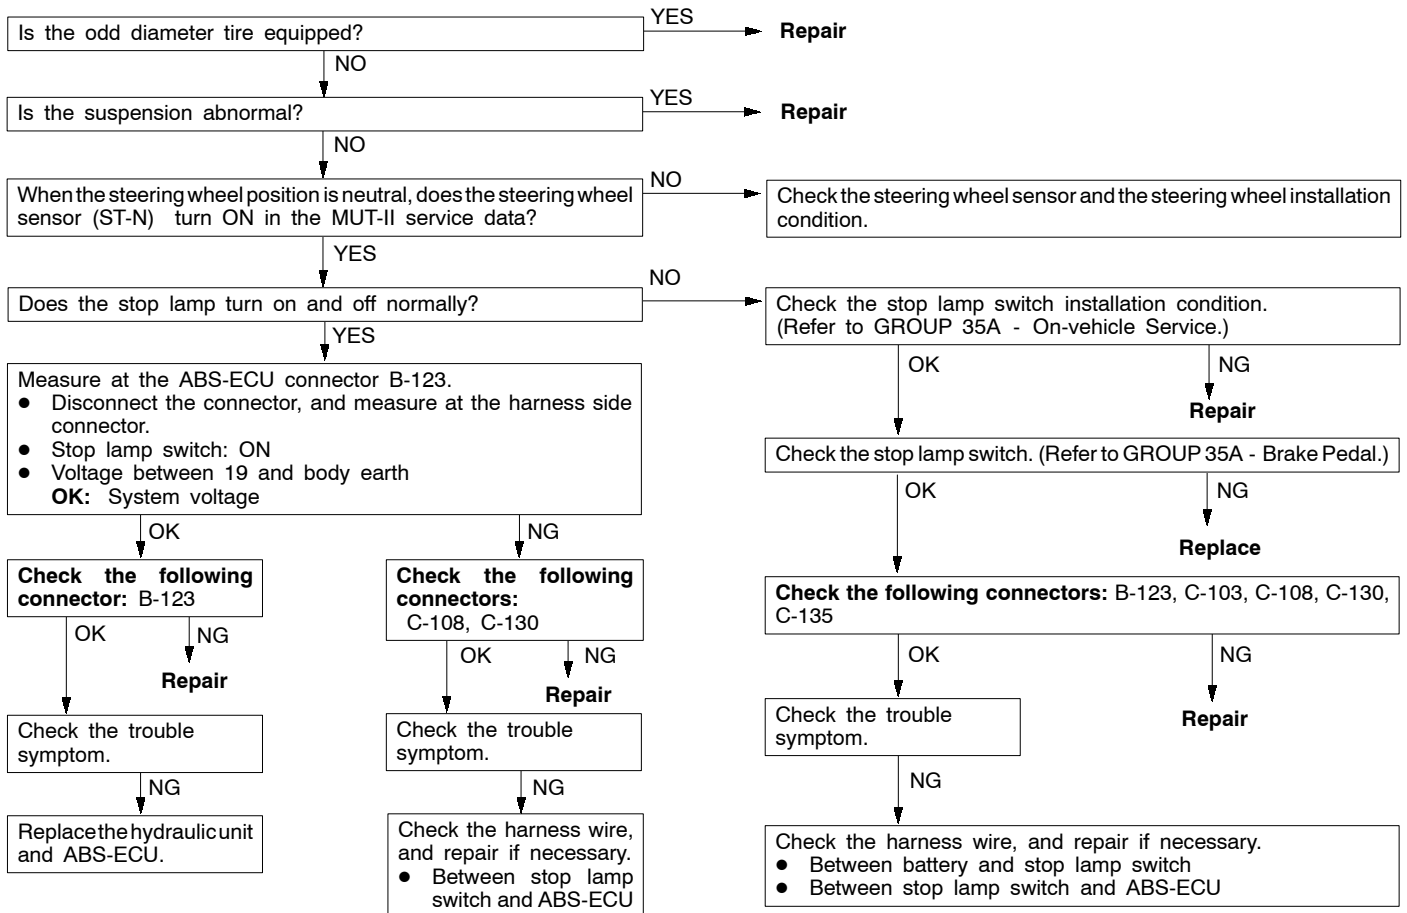 Is the odd diameter tire equipped?
YES
Repair
NO
Is the suspension abnormal?
YES
Repair
NO
When the steering wheel position is neutral, does the steering wheel
sensor (ST-N) turn ON in the MUT-II service data?
NO
Check the steering wheel sensor and the steering wheel installation
condition.
YES
Does the stop lamp turn on and off normally?
NO
Check the stop lamp switch installation condition.
(Refer to GROUP 35A - On-vehicle Service.)
YES
OK
NG
Repair
Measure at the ABS-ECU connector B-123.
● Disconnect the connector, and measure at the harness side
connector.
● Stop lamp switch: ON
● Voltage between 19 and body earth
OK: System voltage
Check the stop lamp switch. (Refer to GROUP 35A - Brake Pedal.)
OK
NG
Replace
OK
NG
Check the following
connector: B-123
Check the following
connectors:
C-108, C-130
Check the following connectors: B-123, C-103, C-108, C-130,
C-135
OK
NG
Repair
OK
NG
Repair
OK
NG
Repair
Check the trouble
symptom.
Check the trouble
symptom.
Check the trouble
symptom.
NG
NG
NG
Replace the hydraulic unit
and ABS-ECU.
Check the harness wire,
and repair if necessary.
● Between stop lamp
switch and ABS-ECU
Check the harness wire, and repair if necessary.
● Between battery and stop lamp switch
● Between stop lamp switch and ABS-ECU